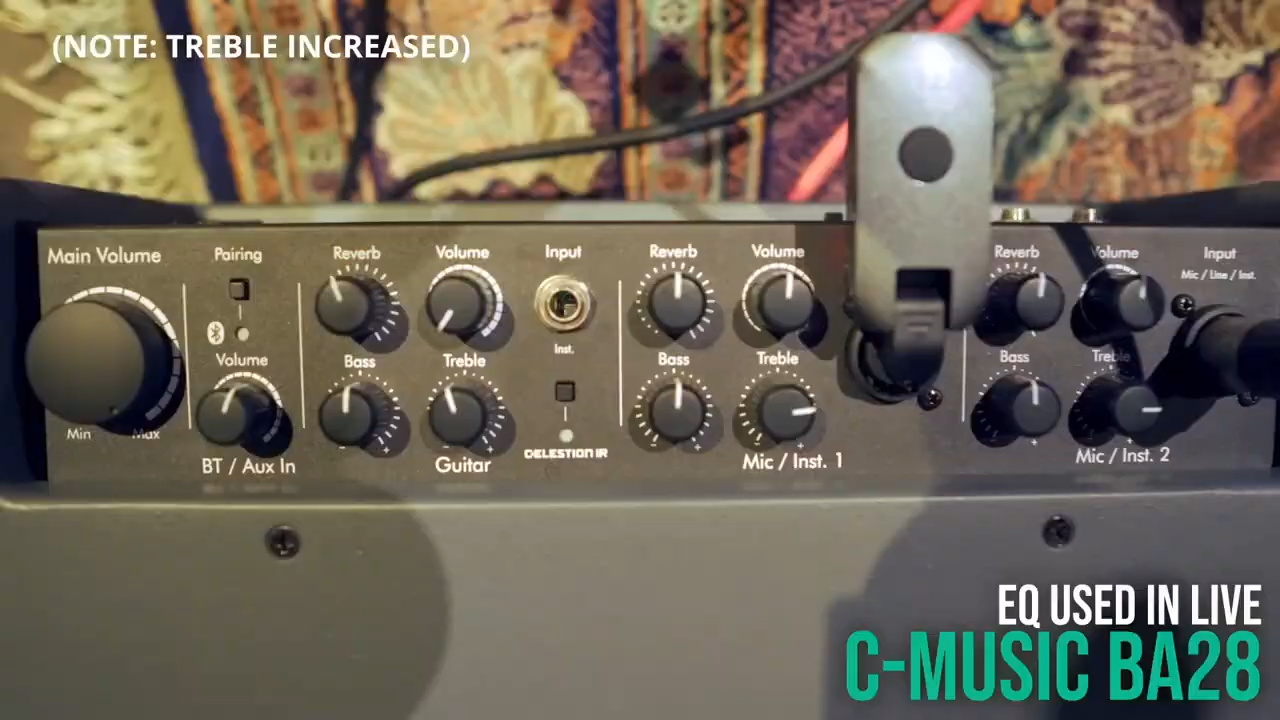 (NOTE: TREBLE INCREASED)
Main Volume
Min
Max
Pairing
Volume
BT / Aux In
Reverb
Volume
Bass
Treble
Guitar
Input
Inst.
CELESTION IR
Reverb
Volume
Bass
Treble
Mic / Inst. 1
Reverb
Volume
Bass
Treble
Mic / Inst. 2
Input
Mic / Line / Inst.
EQ USED IN LIVE
C-MUSIC BA28